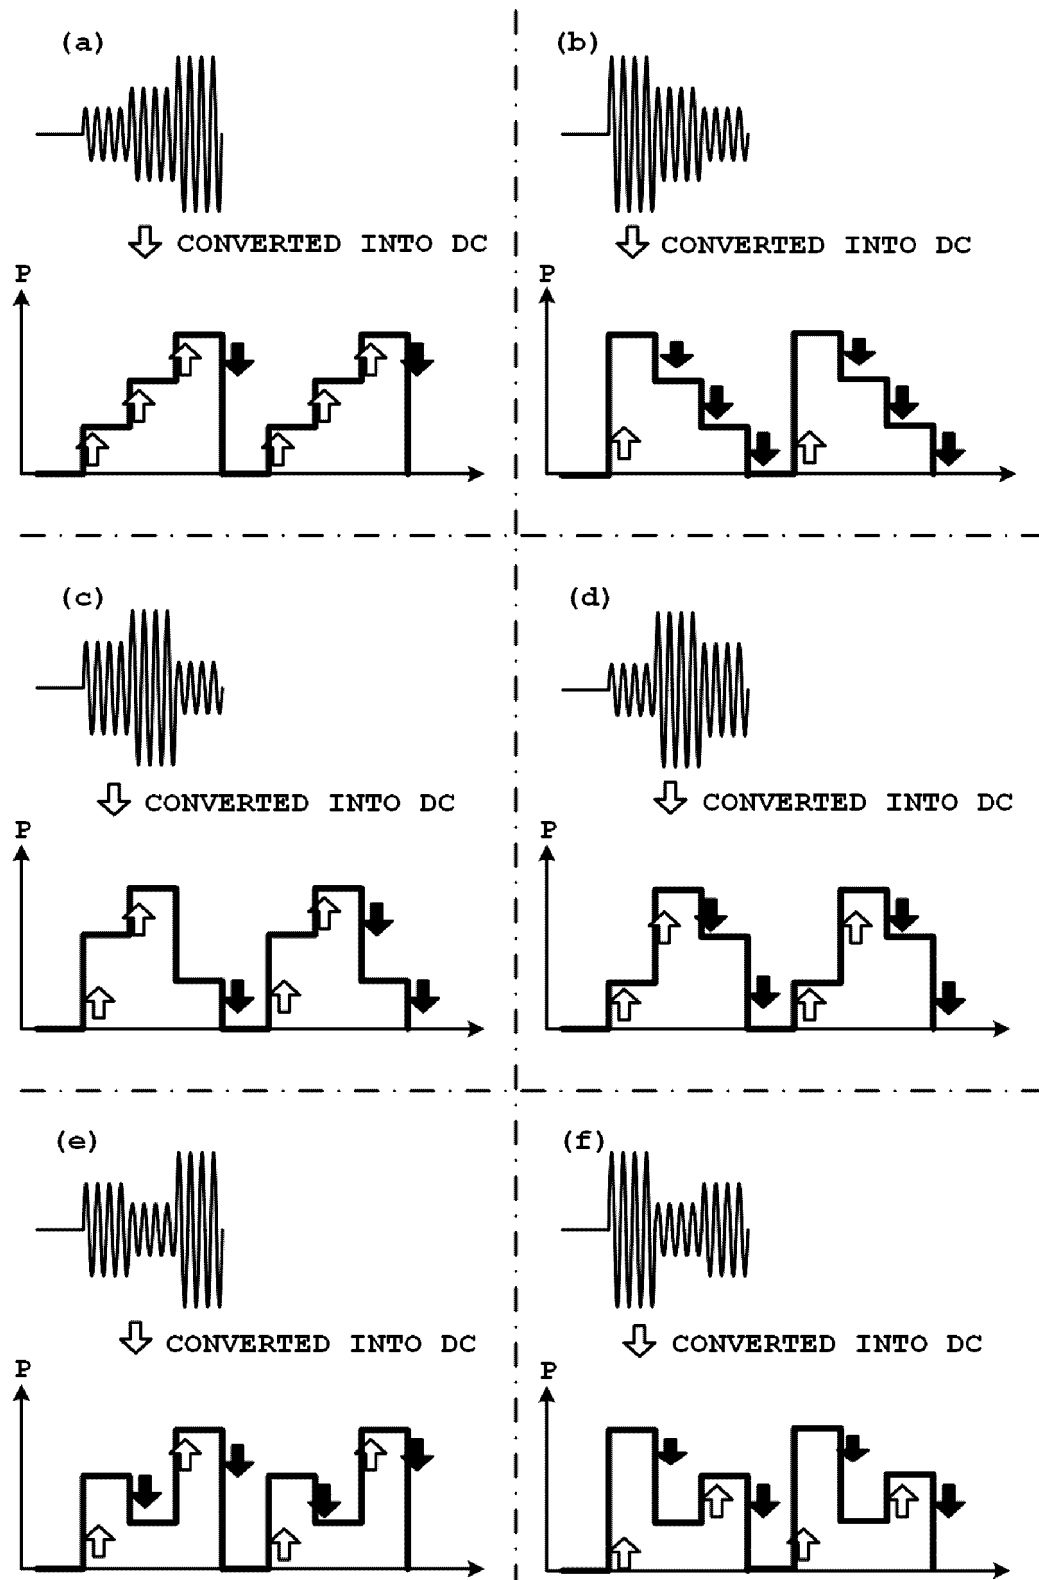 (a)
CONVERTED INTO DC
P
(b)
CONVERTED INTO DC
P
(c)
CONVERTED INTO DC
P
(d)
CONVERTED INTO DC
P
(e)
CONVERTED INTO DC
P
(f)
CONVERTED INTO DC
P